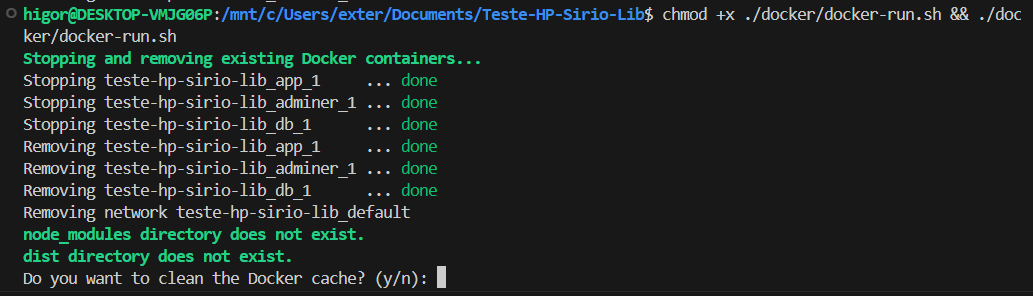 higor@DESKTOP-VMJG06P:/mnt/c/Users/exter/Documents/Teste-HP-Sirio-Lib$ chmod +x ./docker/docker-run.sh && ./doc
ker/docker-run.sh
Stopping and removing existing Docker containers...
Stopping teste-hp-sirio-lib_app_1     ... done
Stopping teste-hp-sirio-lib_adminer_1 ... done
Stopping teste-hp-sirio-lib_db_1      ... done
Removing teste-hp-sirio-lib_app_1     ... done
Removing teste-hp-sirio-lib_adminer_1 ... done
Removing teste-hp-sirio-lib_db_1      ... done
Removing network teste-hp-sirio-lib_default
node_modules directory does not exist.
dist directory does not exist.
Do you want to clean the Docker cache? (y/n):